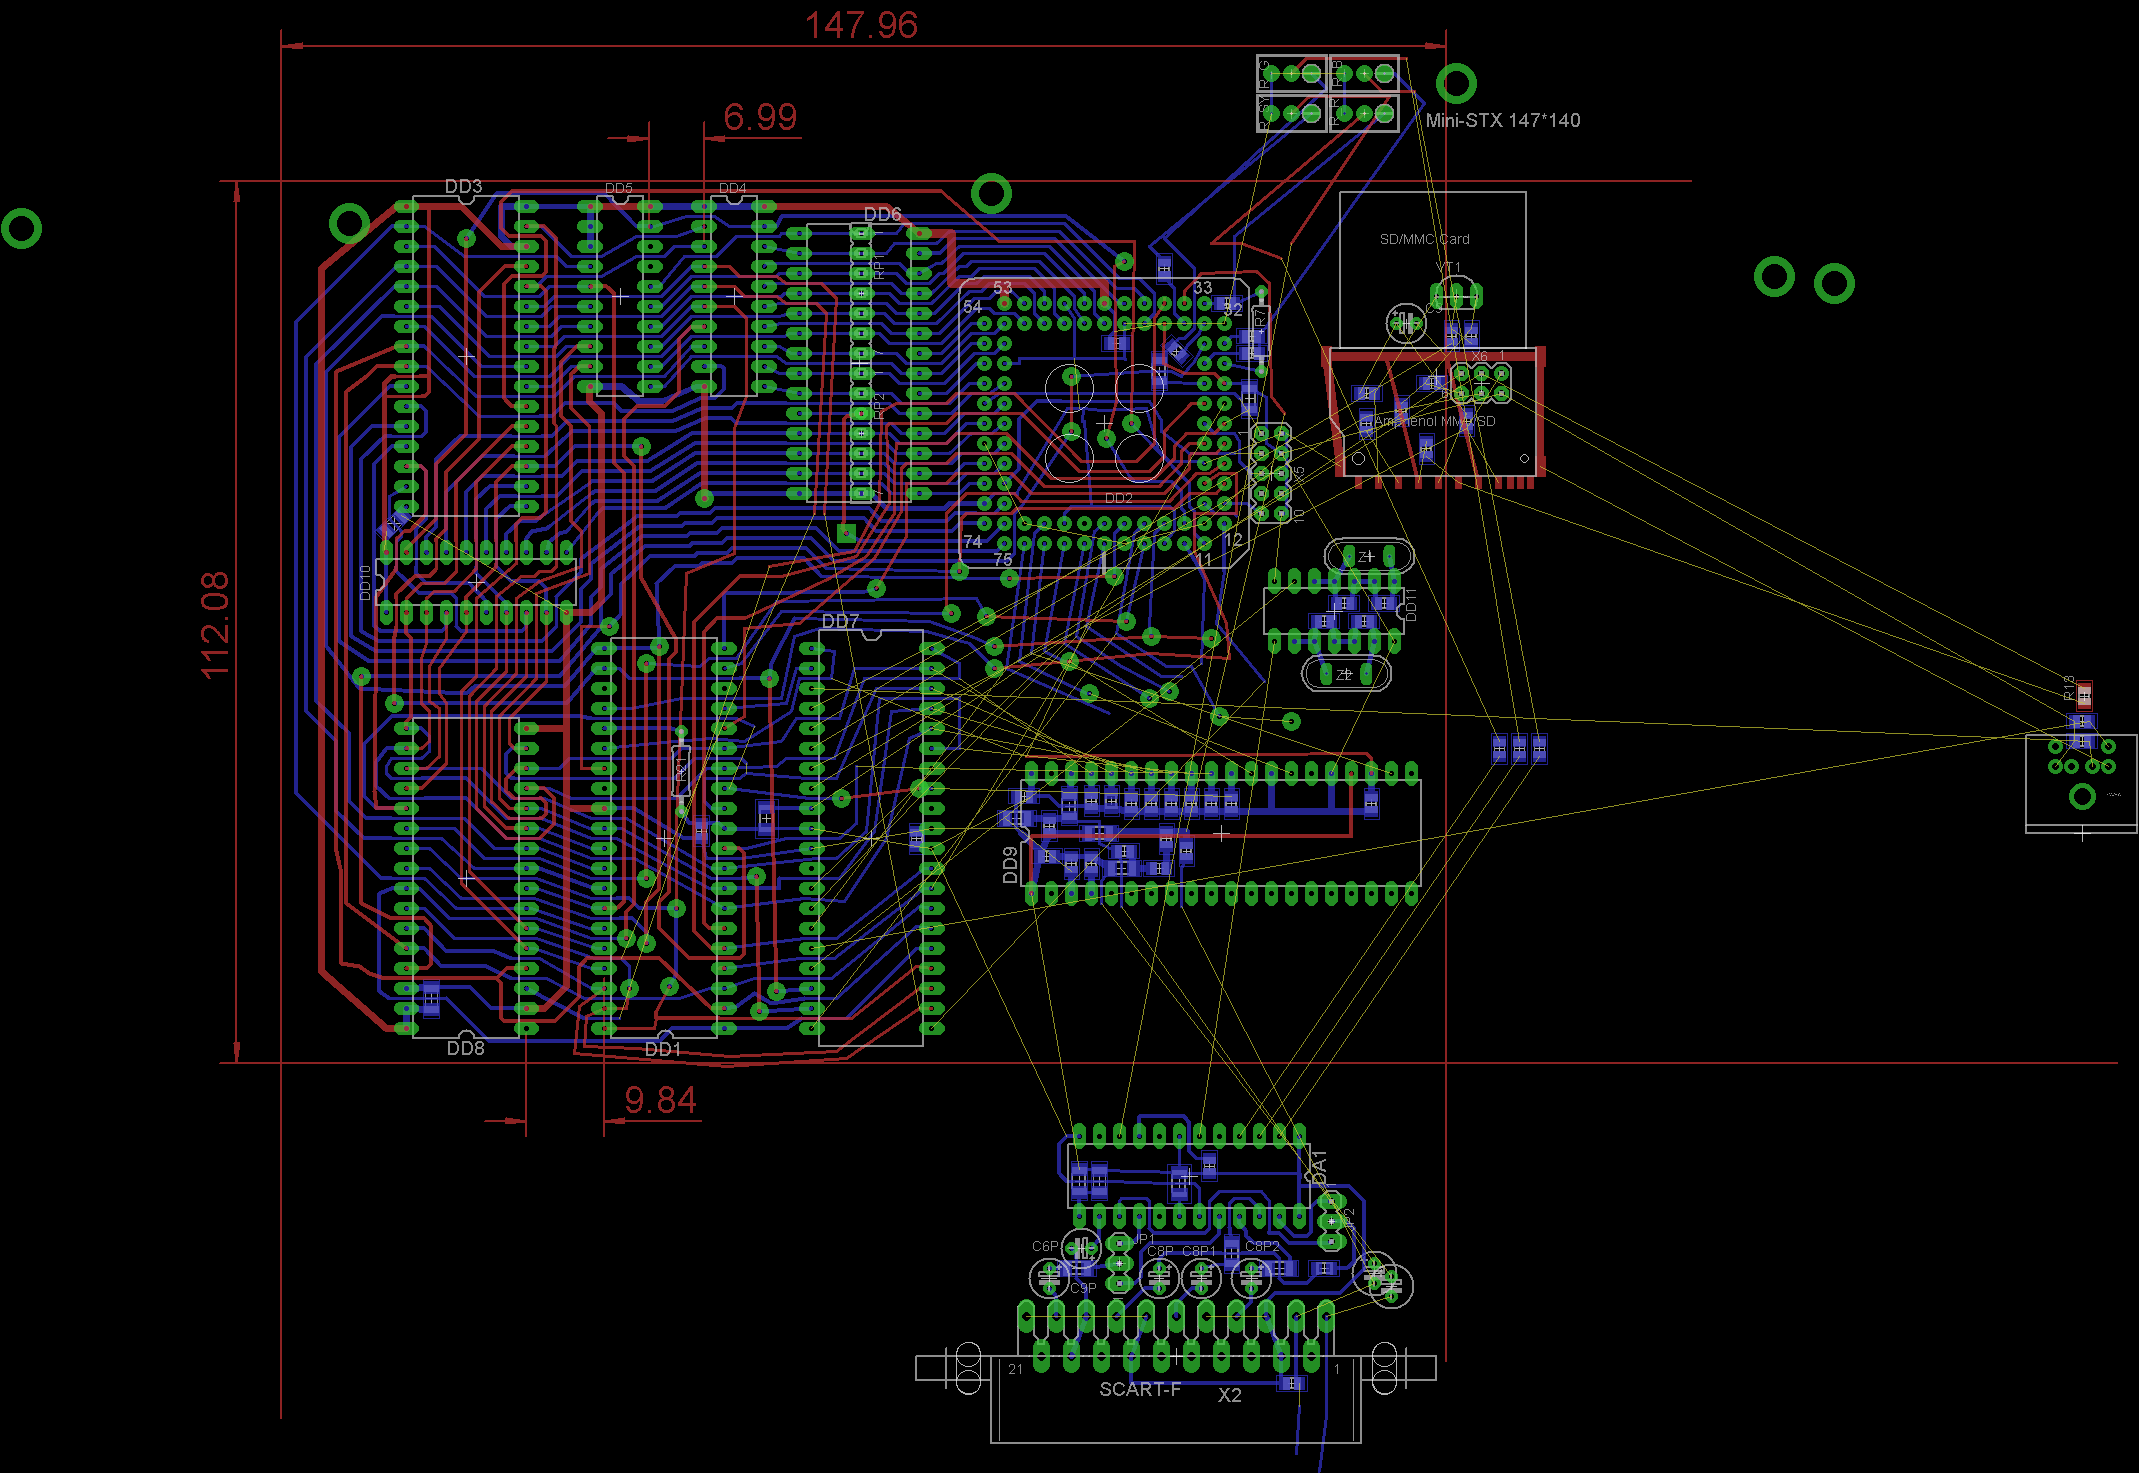 147.96
6.99
Mini-STX 147*140
DD3
DD5
DD4
DD6
RP1
53
33
54
32
R7
SD/MMC Card
X6 1
Amphenol MMC/SD
RP2
DD2
X5
10
74
75
12
11
DD10
Z1
DD11
112.08
DD7
Z2
R13
R21
DD9
DD8
DD1
9.84
DA1
JP2
C6P
JP1
C8P
C8P1
C8P2
C9P
21
1
SCART-F
X2